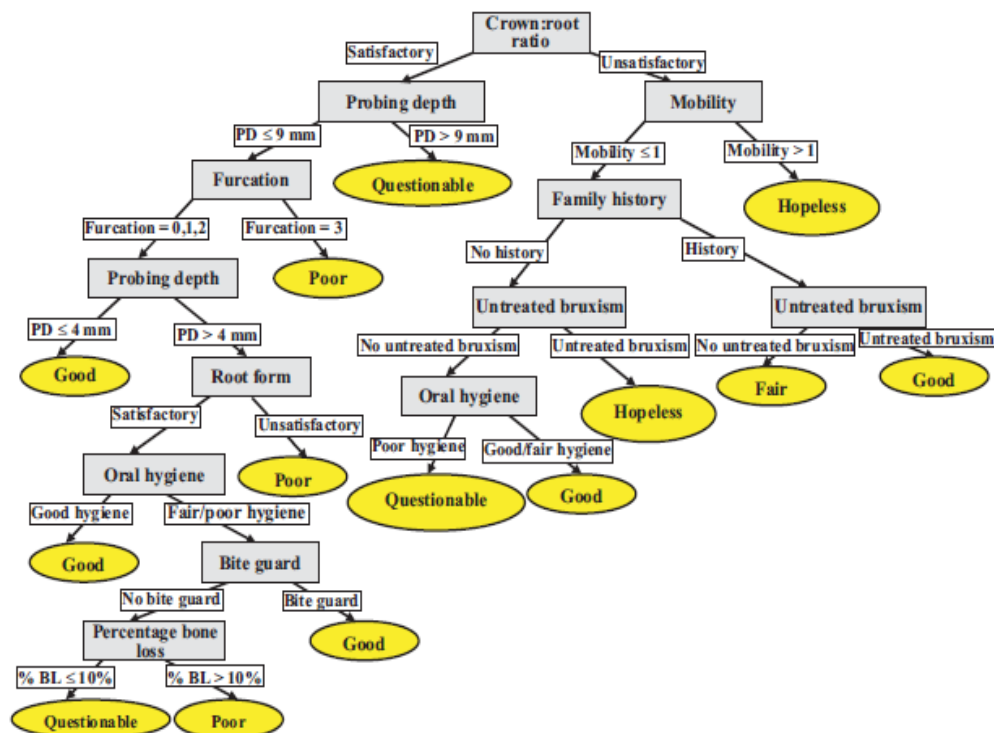 Crown:root
ratio
Satisfactory
Unsatisfactory
Probing depth
Mobility
PD ≤ 9 mm
PD > 9 mm
Mobility ≤ 1
Mobility > 1
Furcation
Questionable
Family history
Hopeless
Furcation = 0,1,2
Furcation = 3
No history
History
Probing depth
Poor
Untreated bruxism
Untreated bruxism
PD ≤ 4 mm
PD > 4 mm
No untreated bruxism
Untreated bruxism
No untreated bruxism
Untreated bruxism
Good
Root form
Oral hygiene
Hopeless
Fair
Good
Satisfactory
Unsatisfactory
Poor hygiene
Good/fair hygiene
Oral hygiene
Poor
Questionable
Good
Good hygiene
Fair/poor hygiene
Good
Bite guard
No bite guard
Bite guard
Percentage bone
loss
Good
% BL ≤ 10%
% BL > 10%
Questionable
Poor